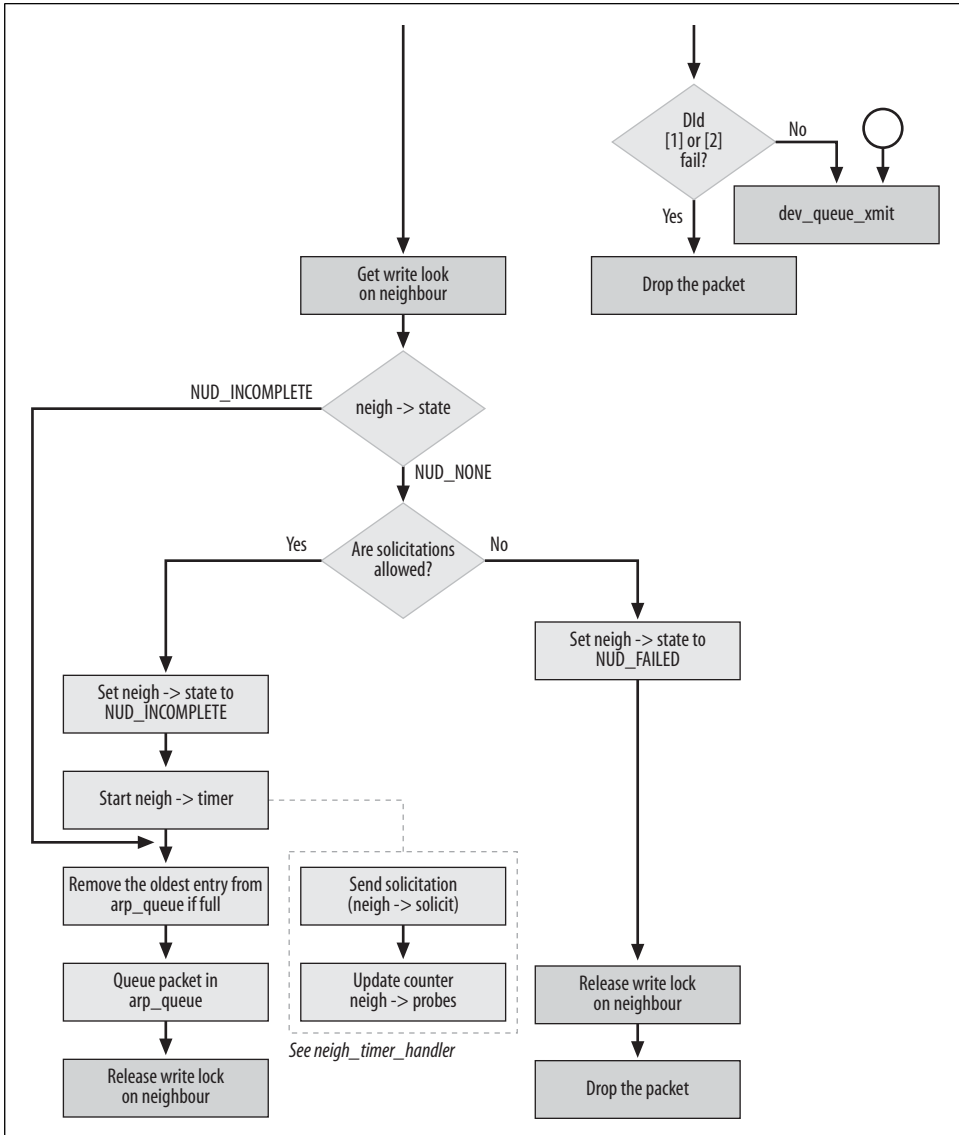 DId
[1] or [2]
fail?
No
Yes
dev_queue_xmit
Drop the packet
Get write look
on neighbour
NUD_INCOMPLETE
neigh -> state
NUD_NONE
Yes
Are solicitations
allowed?
No
Set neigh -> state to
NUD_FAILED
Set neigh -> state to
NUD_INCOMPLETE
Start neigh -> timer
Remove the oldest entry from
arp_queue if full
Send solicitation
(neigh -> solicit)
Queue packet in
arp_queue
Update counter
neigh -> probes
Release write lock
on neighbour
See neigh_timer_handler
Release write lock
on neighbour
Drop the packet